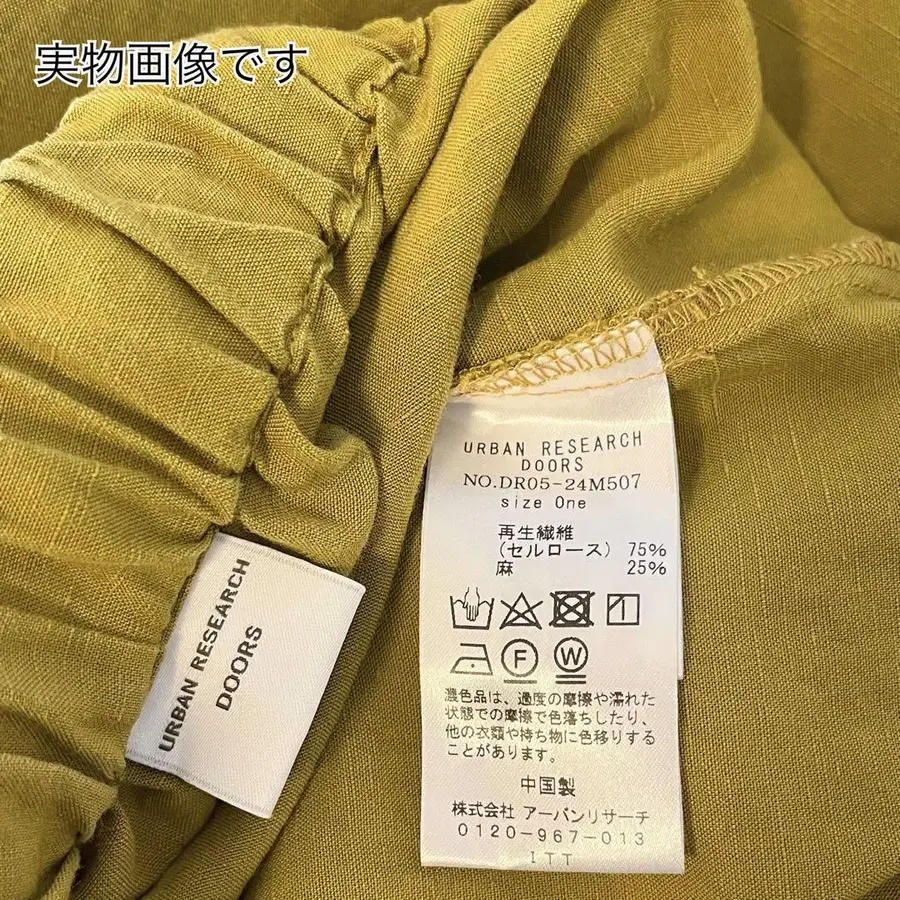 実物画像です
URBAN RESEARCH
DOORS
NO.DR05-24M507
size One
再生繊維
(セルロース) 75%
麻 25%
F W
濃色品は、過度の摩擦や濡れた
状態での摩擦で色落ちしたり、
他の衣類や持ち物に色移りする
ことがあります。
中国製
株式会社 アーバンリサーチ
0120-967-013
ITT
URBAN RESEARCH
DOORS